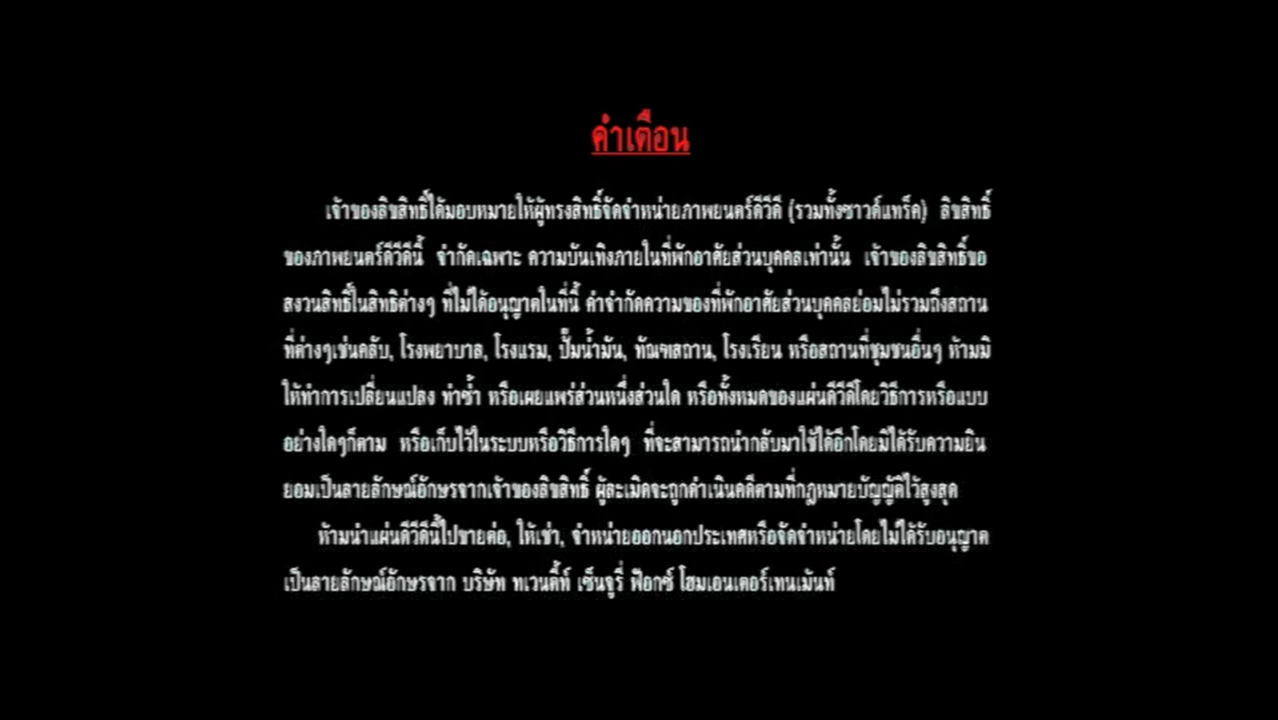 คำเตือน
เจ้าของลิขสิทธิ์ได้มอบหมายให้ผู้ทรงสิทธิ์จัดจำหน่ายภาพยนตร์ดีวีดี (รวมทั้งซาวด์แทร็ค) ลิขสิทธิ์
ของภาพยนตร์ดีวีดีนี้ จำกัดเฉพาะ ความบันเทิงภายในที่พักอาศัยส่วนบุคคลเท่านั้น เจ้าของลิขสิทธิ์ขอ
สงวนสิทธิ์ในสิทธิต่างๆ ที่ไม่ได้อนุญาตในที่นี้ คำจำกัดความของที่พักอาศัยส่วนบุคคลย่อมไม่รวมถึงสถาน
ที่ต่างๆเช่นคลับ, โรงพยาบาล, โรงแรม, ปั๊มน้ำมัน, ทัณฑสถาน, โรงเรียน หรือสถานที่ชุมชนอื่นๆ ห้ามมิ
ให้ทำการเปลี่ยนแปลง ทำซ้ำ หรือเผยแพร่ส่วนหนึ่งส่วนใด หรือทั้งหมดของแผ่นดีวีดีโดยวิธีการหรือแบบ
อย่างใดๆก็ตาม หรือเก็บไว้ในระบบหรือวิธีการใดๆ ที่จะสามารถนำกลับมาใช้ได้อีกโดยมิได้รับความยิน
ยอมเป็นลายลักษณ์อักษรจากเจ้าของลิขสิทธิ์ ผู้ละเมิดจะถูกดำเนินคดีตามที่กฎหมายบัญญัติไว้สูงสุด
ห้ามนำแผ่นดีวีดีนี้ไปขายต่อ, ให้เช่า, จำหน่ายออกนอกประเทศหรือจัดจำหน่ายโดยไม่ได้รับอนุญาต
เป็นลายลักษณ์อักษรจาก บริษัท ทเวนตี้ท์ เซ็นจูรี่ ฟ็อกซ์ โฮมเอนเตอร์เทนเม้นท์